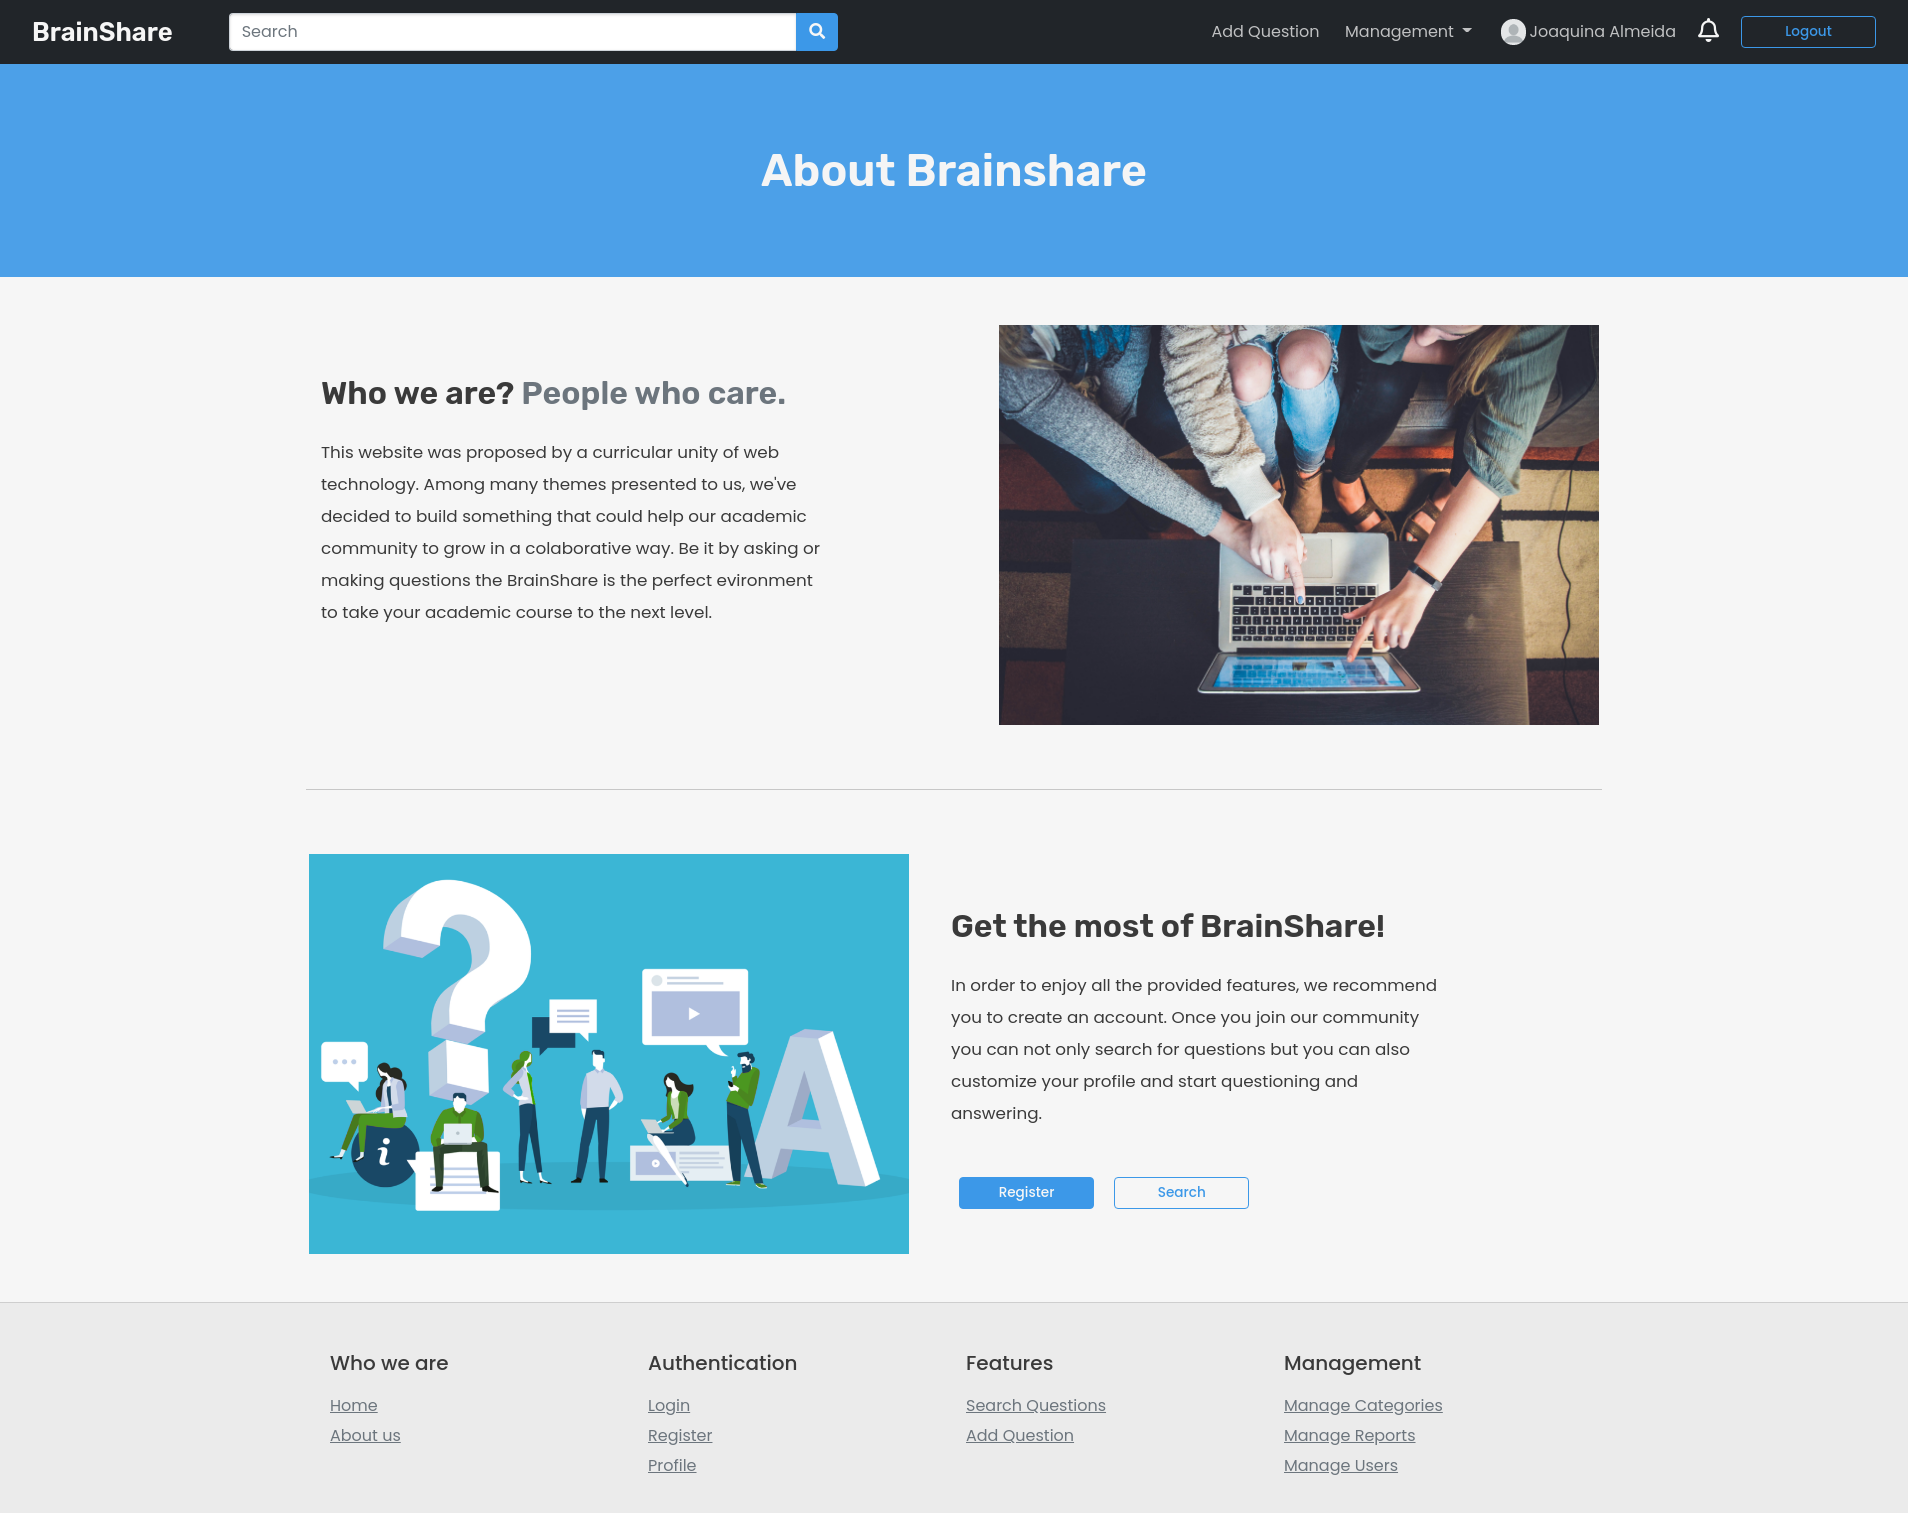 BrainShare
Search
Add Question
Management
Joaquina Almeida
Logout
About Brainshare
Who we are? People who care.
This website was proposed by a curricular unity of web
technology. Among many themes presented to us, we've
decided to build something that could help our academic
community to grow in a colaborative way. Be it by asking or
making questions the BrainShare is the perfect evironment
to take your academic course to the next level.
?
i
A
Get the most of BrainShare!
In order to enjoy all the provided features, we recommend
you to create an account. Once you join our community
you can not only search for questions but you can also
customize your profile and start questioning and
answering.
Register
Search
Who we are
Home
About us
Authentication
Login
Register
Profile
Features
Search Questions
Add Question
Management
Manage Categories
Manage Reports
Manage Users